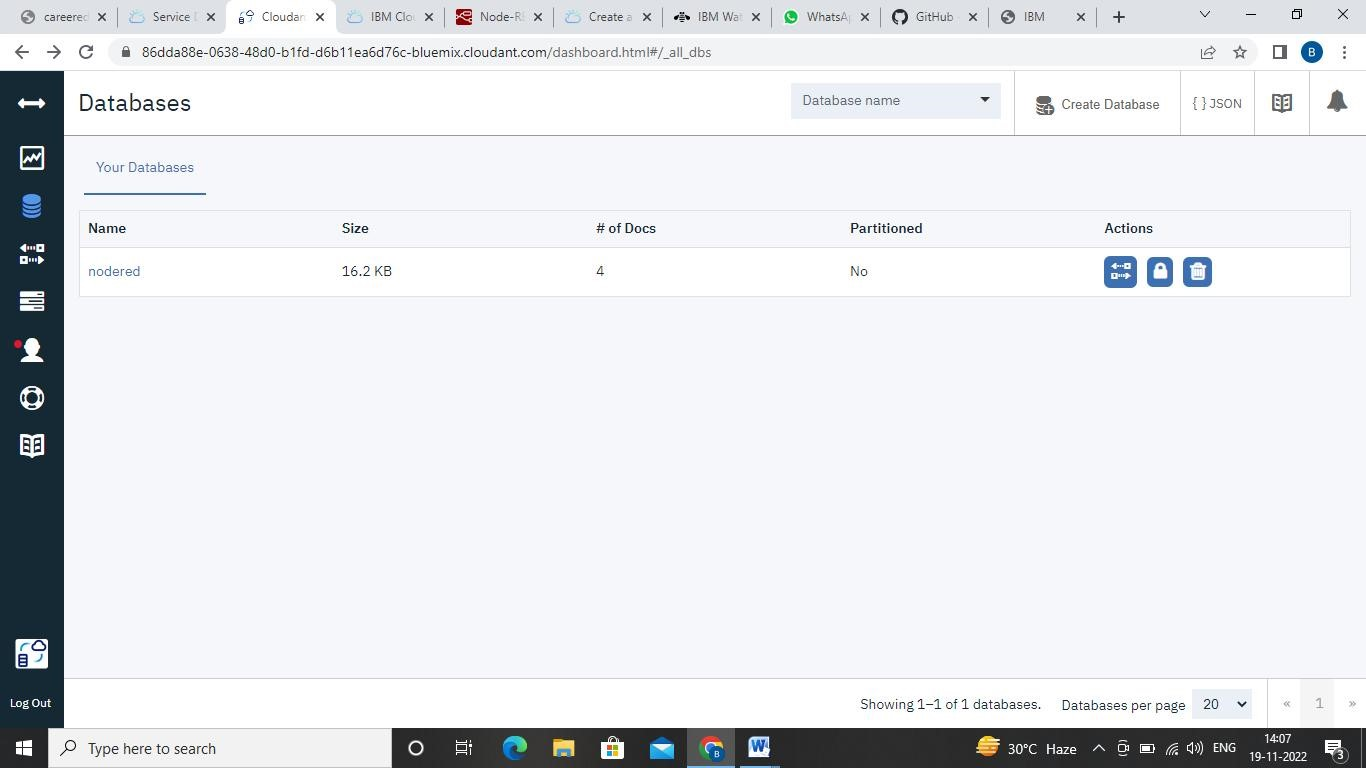 careered
Service D
Cloudan
IBM Clou
Node-RE
Create a
IBM Wat
WhatsAp
GitHub -
IBM
86dda88e-0638-48d0-b1fd-d6b11ea6d76c-bluemix.cloudant.com/dashboard.html#/_all_dbs
B
Databases
Database name
Create Database
{ } JSON
Your Databases
Name Size # of Docs Partitioned Actions
nodered 16.2 KB 4 No
Log Out
Showing 1–1 of 1 databases. Databases per page 20 « 1 »
Type here to search
30°C Haze
ENG
14:07
19-11-2022
3